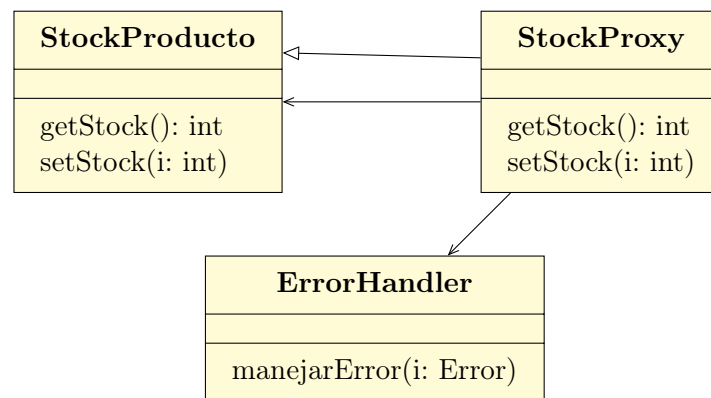 StockProducto
getStock(): int
setStock(i: int)
StockProxy
getStock(): int
setStock(i: int)
ErrorHandler
manejarError(i: Error)